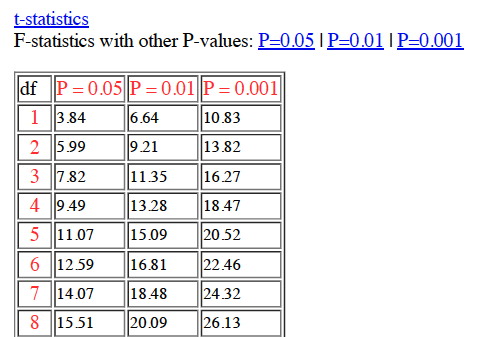 t-statistics
F-statistics with other P-values: P=0.05 | P=0.01 | P=0.001
df P = 0.05 P = 0.01 P = 0.001
1 3.84 6.64 10.83
2 5.99 9.21 13.82
3 7.82 11.35 16.27
4 9.49 13.28 18.47
5 11.07 15.09 20.52
6 12.59 16.81 22.46
7 14.07 18.48 24.32
8 15.51 20.09 26.13